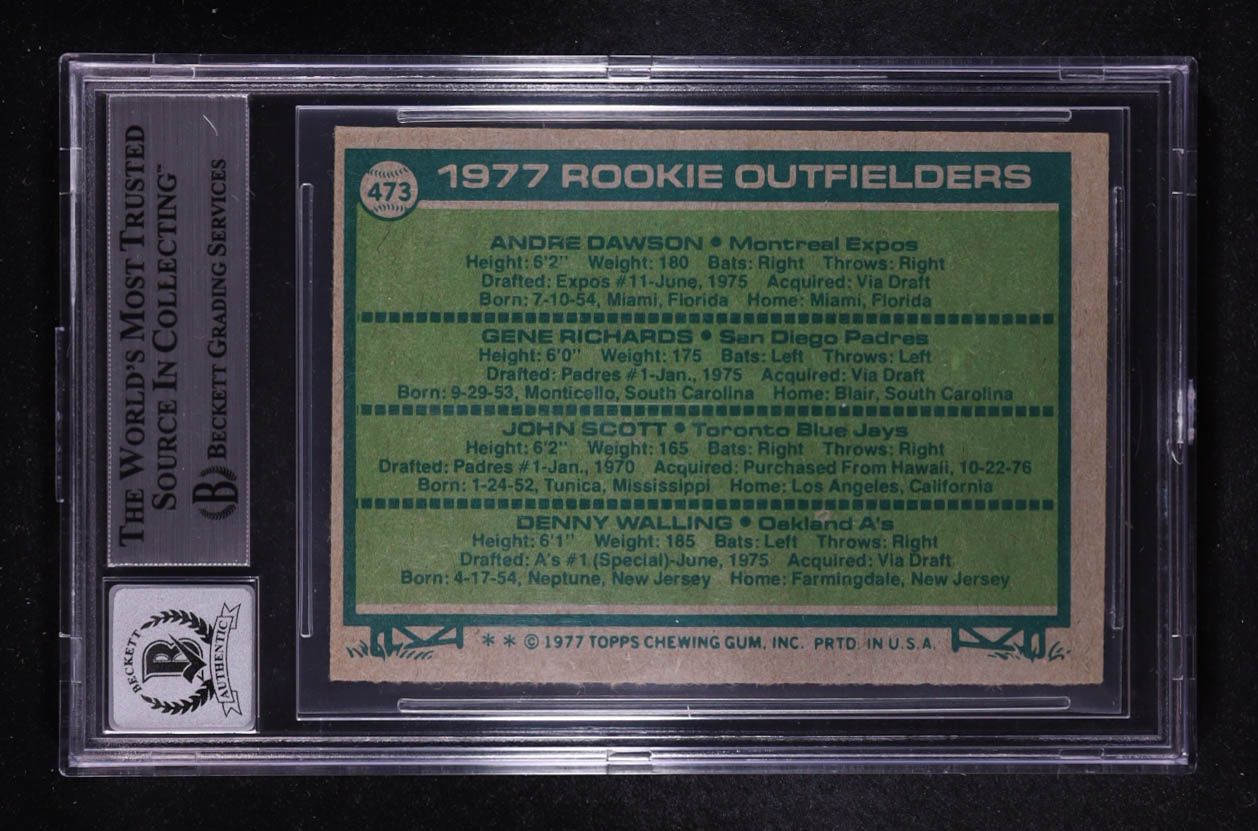 THE WORLD'S MOST TRUSTED
SOURCE IN COLLECTING™
BECKETT GRADING SERVICES
B
BECKETT
B
AUTHENTIC
473
1977 ROOKIE OUTFIELDERS
ANDRE DAWSON • Montreal Expos
Height: 6'2" Weight: 180 Bats: Right Throws: Right
Drafted: Expos #11-June, 1975 Acquired: Via Draft
Born: 7-10-54, Miami, Florida Home: Miami, Florida
GENE RICHARDS • San Diego Padres
Height: 6'0" Weight: 175 Bats: Left Throws: Left
Drafted: Padres #1-Jan., 1975 Acquired: Via Draft
Born: 9-29-53, Monticello, South Carolina Home: Blair, South Carolina
JOHN SCOTT • Toronto Blue Jays
Height: 6'2" Weight: 165 Bats: Right Throws: Right
Drafted: Padres #1-Jan., 1970 Acquired: Purchased From Hawaii, 10-22-76
Born: 1-24-52, Tunica, Mississippi Home: Los Angeles, California
DENNY WALLING • Oakland A's
Height: 6'1" Weight: 185 Bats: Left Throws: Right
Drafted: A's #1 (Special)-June, 1975 Acquired: Via Draft
Born: 4-17-54, Neptune, New Jersey Home: Farmingdale, New Jersey
* * © 1977 TOPPS CHEWING GUM, INC. PRTD. IN U.S.A.